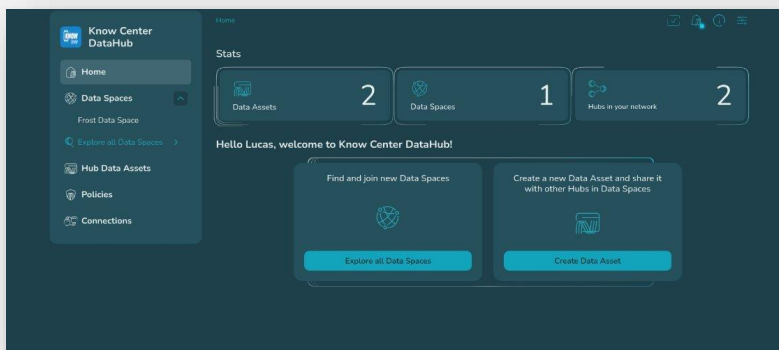 KNOW
Know Center
DataHub
Home
Data Spaces
Frost Data Space
Explore all Data Spaces
Hub Data Assets
Policies
Connections
Home
Stats
Data Assets
2
Data Spaces
1
Hubs in your network
2
Hello Lucas, welcome to Know Center DataHub!
Find and join new Data Spaces
Explore all Data Spaces
Create a new Data Asset and share it
with other Hubs in Data Spaces
Create Data Asset